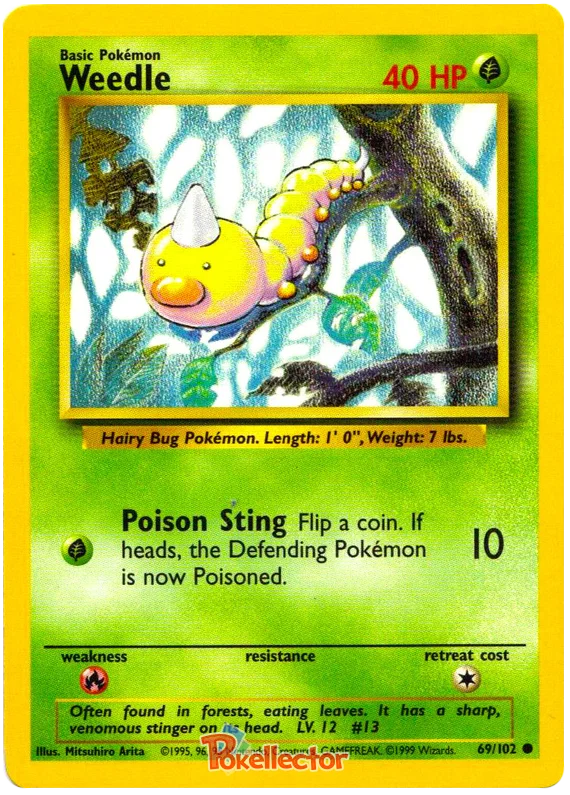 Basic Pokémon
Weedle 40 HP
Hairy Bug Pokémon. Length: 1' 0", Weight: 7 lbs.
Poison Sting Flip a coin. If
heads, the Defending Pokémon
is now Poisoned.
10
weakness resistance retreat cost
Often found in forests, eating leaves. It has a sharp,
venomous stinger on its head. LV. 12 #13
Illus. Mitsuhiro Arita ©1995, 96, GAMEFREAK. ©1999 Wizards. 69/102
Pokellector